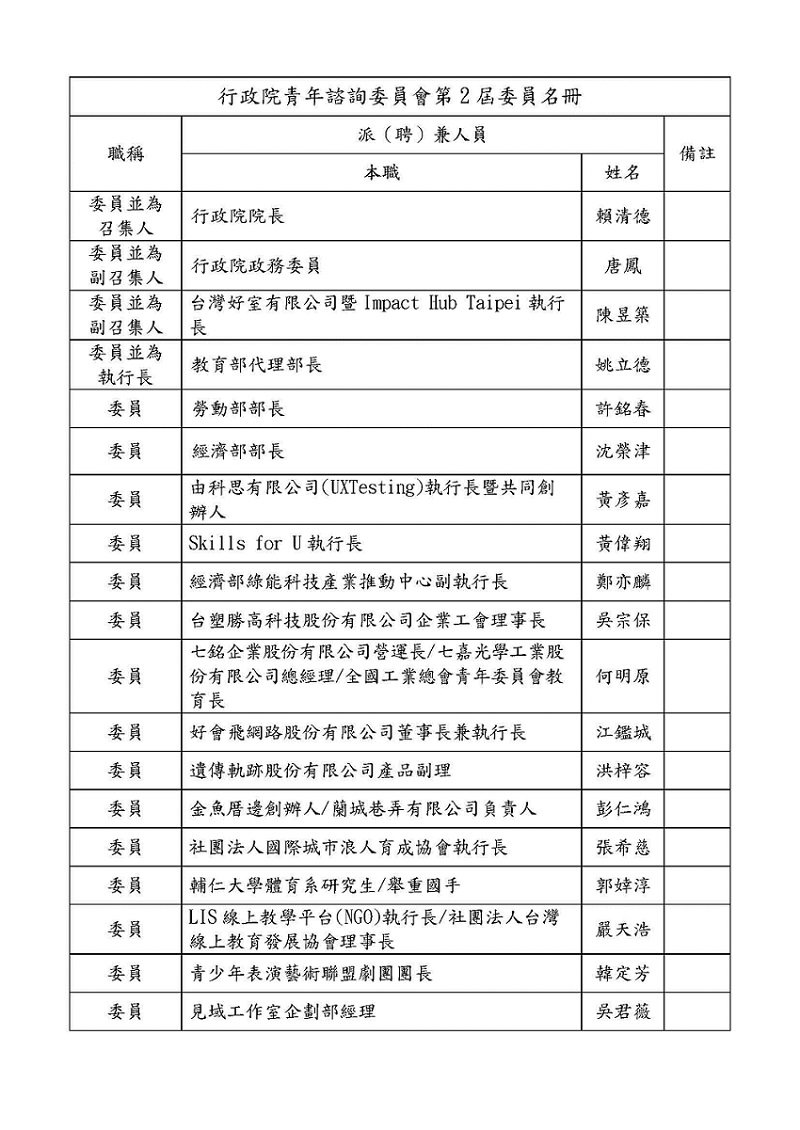 行政院青年諮詢委員會第2屆委員名冊
職稱
派（聘）兼人員
備註
本職
姓名
委員並為
召集人
行政院院長
賴清德
委員並為
副召集人
行政院政務委員
唐鳳
委員並為
副召集人
台灣好室有限公司暨 Impact Hub Taipei 執行
長
陳昱築
委員並為
執行長
教育部代理部長
姚立德
委員
勞動部部長
許銘春
委員
經濟部部長
沈榮津
委員
由科思有限公司(UXTesting)執行長暨共同創
辦人
黃彥嘉
委員
Skills for U 執行長
黃偉翔
委員
經濟部綠能科技產業推動中心副執行長
鄭亦麟
委員
台塑勝高科技股份有限公司企業工會理事長
吳宗保
委員
七銘企業股份有限公司營運長/七嘉光學工業股
份有限公司總經理/全國工業總會青年委員會教
育長
何明原
委員
好會飛網路股份有限公司董事長兼執行長
江鑑城
委員
遺傳軌跡股份有限公司產品副理
洪梓容
委員
金魚厝邊創辦人/蘭城巷弄有限公司負責人
彭仁鴻
委員
社團法人國際城市浪人育成協會執行長
張希慈
委員
輔仁大學體育系研究生/舉重國手
郭婞淳
委員
LIS 線上教學平台(NGO)執行長/社團法人台灣
線上教育發展協會理事長
嚴天浩
委員
青少年表演藝術聯盟劇團團長
韓定芳
委員
見域工作室企劃部經理
吳君薇